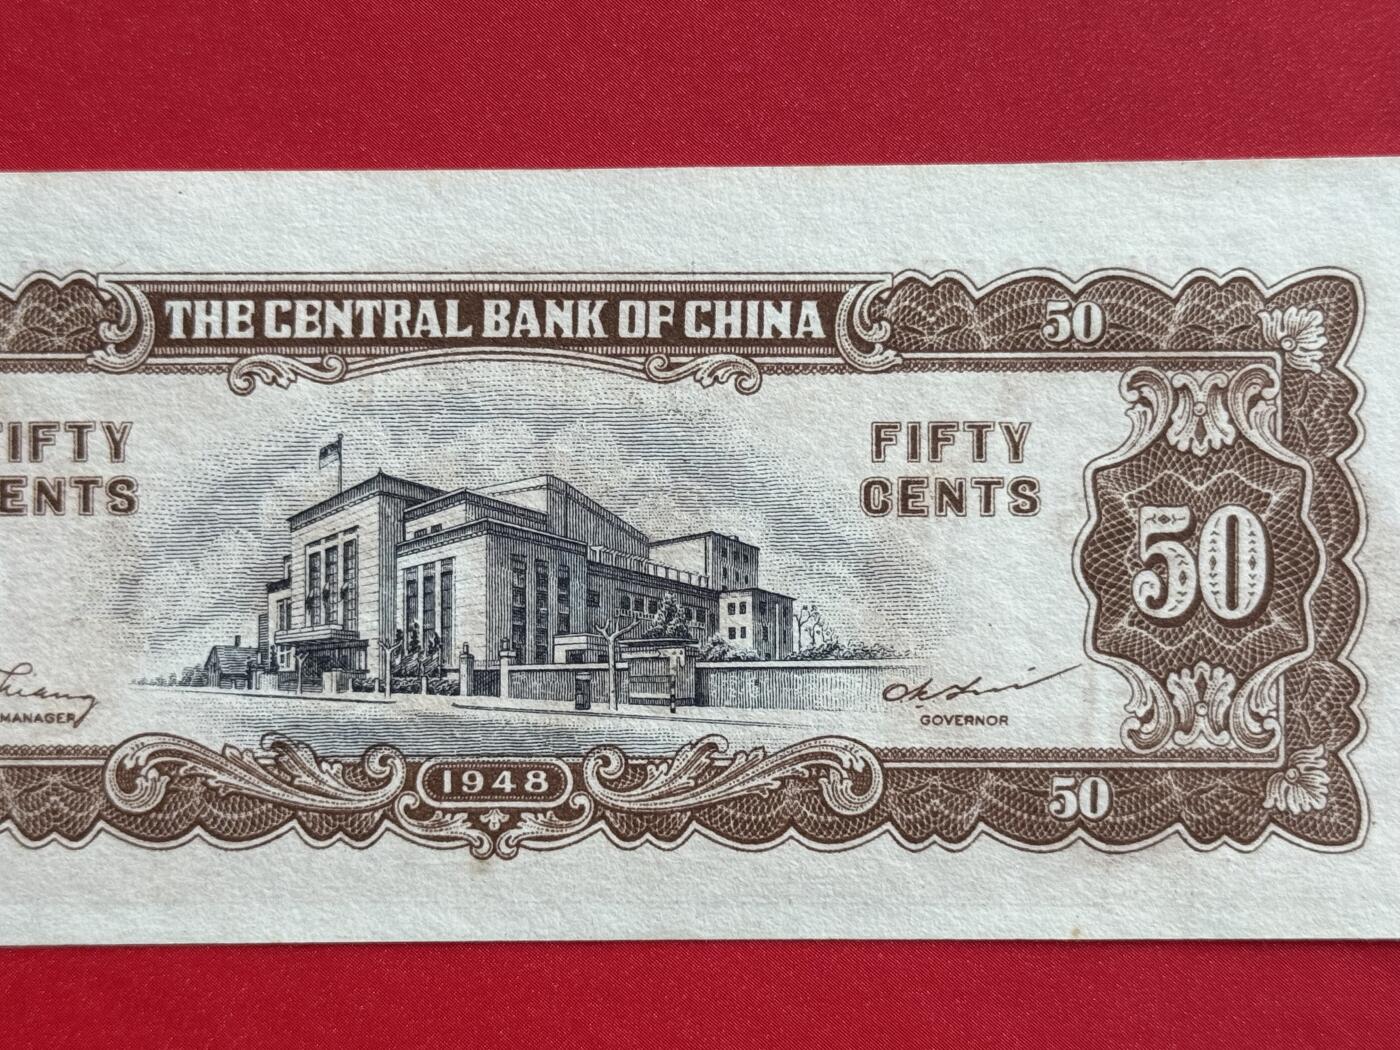 THE CENTRAL BANK OF CHINA
50
FIFTY
CENTS
FIFTY
CENTS
50
MANAGER
GOVERNOR
1948
50